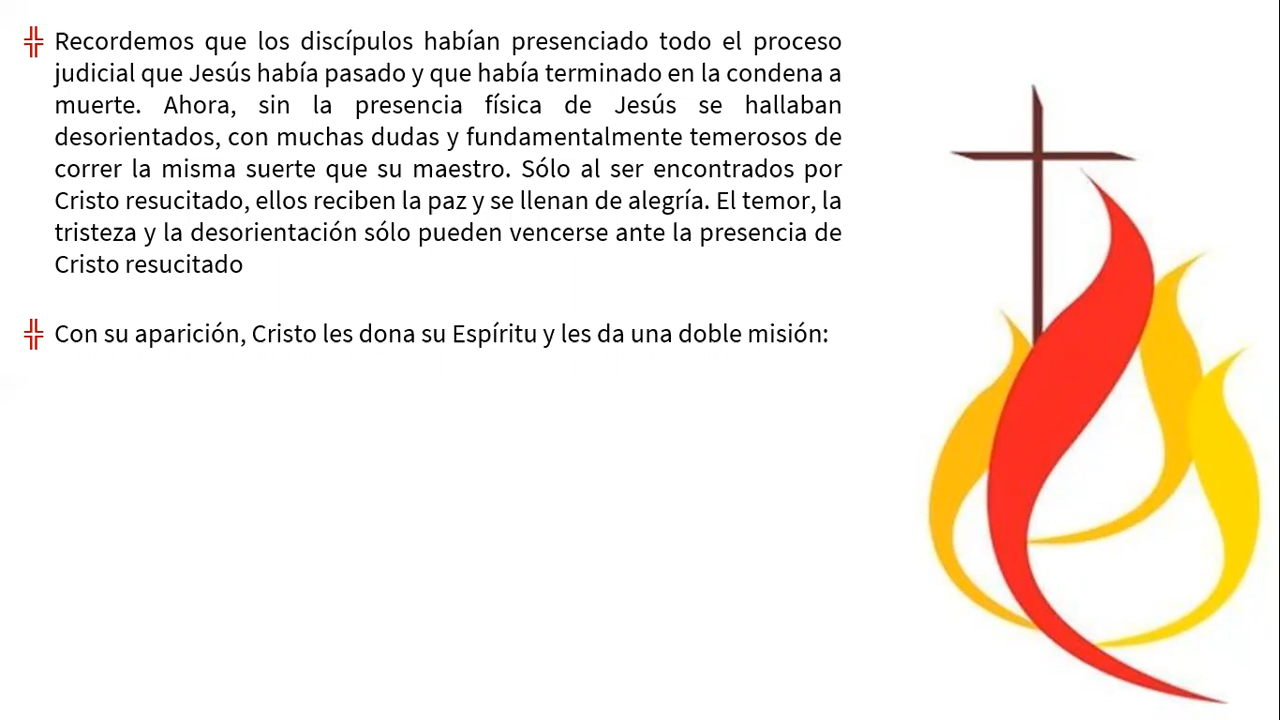 Recordemos que los discípulos habían presenciado todo el proceso
judicial que Jesús había pasado y que había terminado en la condena a
muerte. Ahora, sin la presencia física de Jesús se hallaban
desorientados, con muchas dudas y fundamentalmente temerosos de
correr la misma suerte que su maestro. Sólo al ser encontrados por
Cristo resucitado, ellos reciben la paz y se llenan de alegría. El temor, la
tristeza y la desorientación sólo pueden vencerse ante la presencia de
Cristo resucitado
Con su aparición, Cristo les dona su Espíritu y les da una doble misión: